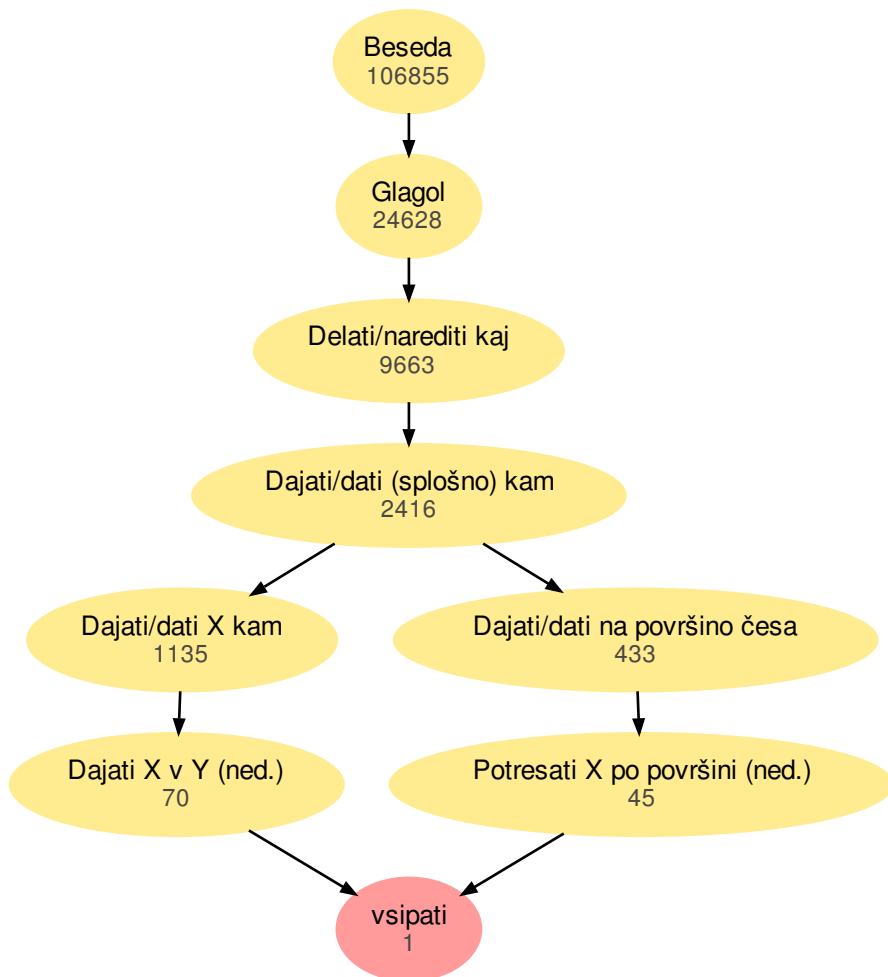 Beseda
106855
Glagol
24628
Delati/narediti kaj
9663
Dajati/dati (splošno) kam
2416
Dajati/dati X kam
1135
Dajati/dati na površino česa
433
Dajati X v Y (ned.)
70
Potresati X po površini (ned.)
45
vsipati
1